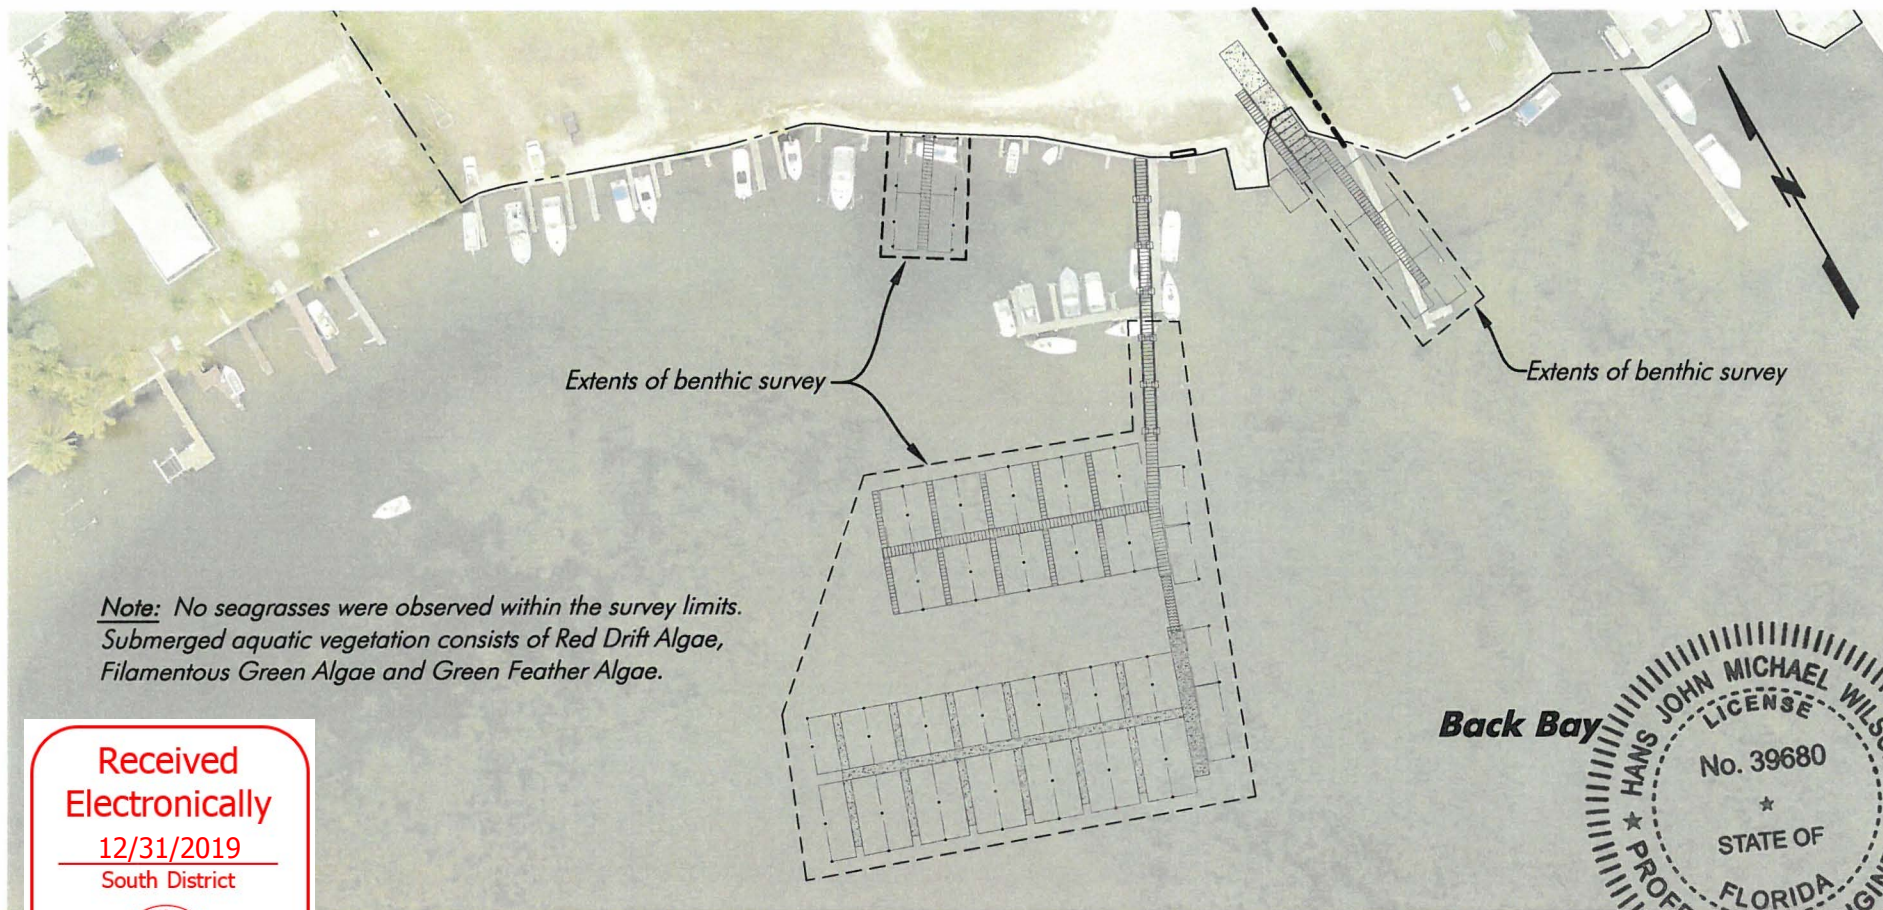 Extents of benthic survey
Extents of benthic survey
Note: No seagrasses were observed within the survey limits.
Submerged aquatic vegetation consists of Red Drift Algae,
Filamentous Green Algae and Green Feather Algae.
Back Bay
HANS JOHN MICHAEL
LICENSE
No. 39680
STATE OF
FLORIDA
Received
Electronically
12/31/2019
South District